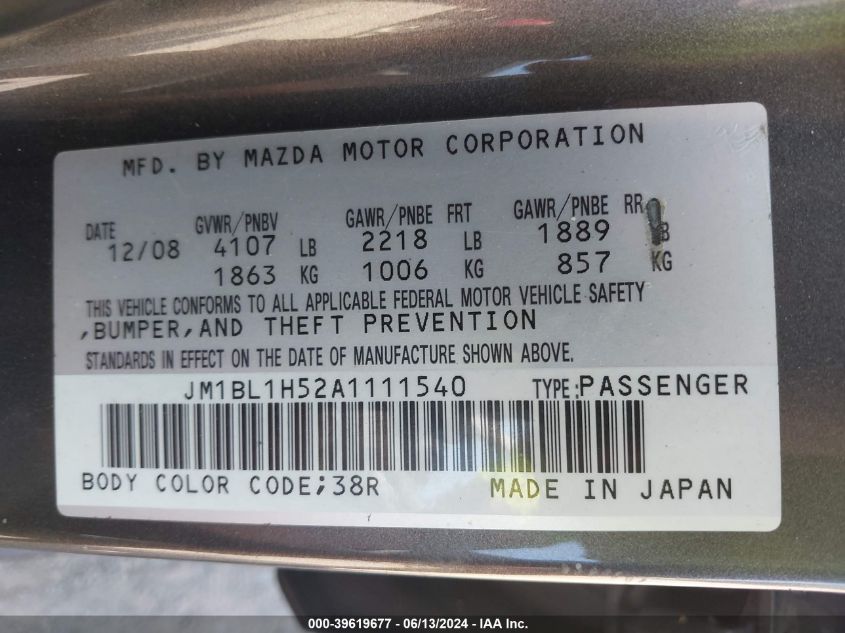 MFD. BY MAZDA MOTOR CORPORATION
DATE GVWR/PNBV GAWR/PNBE FRT GAWR/PNBE RR
12/08 4107 LB 2218 LB 1889
1863 KG 1006 KG 857 KG
THIS VEHICLE CONFORMS TO ALL APPLICABLE FEDERAL MOTOR VEHICLE SAFETY
,BUMPER,AND THEFT PREVENTION
STANDARDS IN EFFECT ON THE DATE OF MANUFACTURE SHOWN ABOVE.
JM1BL1H52A1111540 TYPE:PASSENGER
BODY COLOR CODE;38R MADE IN JAPAN
000-39619677 - 06/13/2024 - IAA Inc.